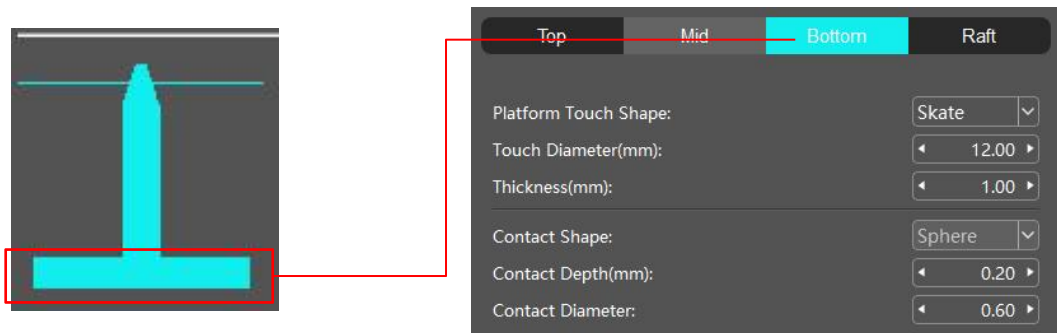 Top Mid Bottom Raft
Platform Touch Shape: Skate
Touch Diameter(mm): 12.00
Thickness(mm): 1.00
Contact Shape: Sphere
Contact Depth(mm): 0.20
Contact Diameter: 0.60